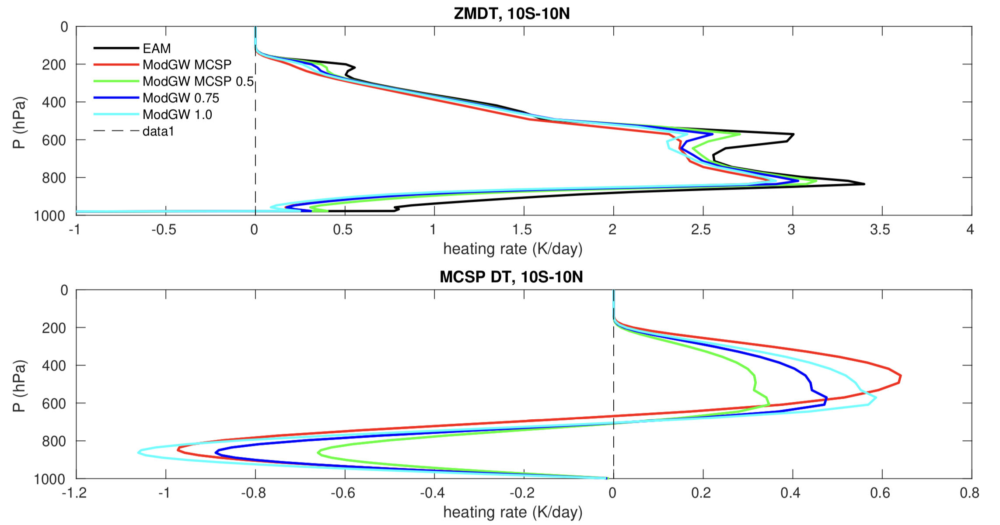 ZMDT, 10S-10N
0
200
400
600
800
1000
P (hPa)
EAM
ModGW MCSP
ModGW MCSP 0.5
ModGW 0.75
ModGW 1.0
data1
-1 -0.5 0 0.5 1 1.5 2 2.5 3 3.5 4
heating rate (K/day)
MCSP DT, 10S-10N
0
200
400
600
800
1000
P (hPa)
-1.2 -1 -0.8 -0.6 -0.4 -0.2 0 0.2 0.4 0.6 0.8
heating rate (K/day)